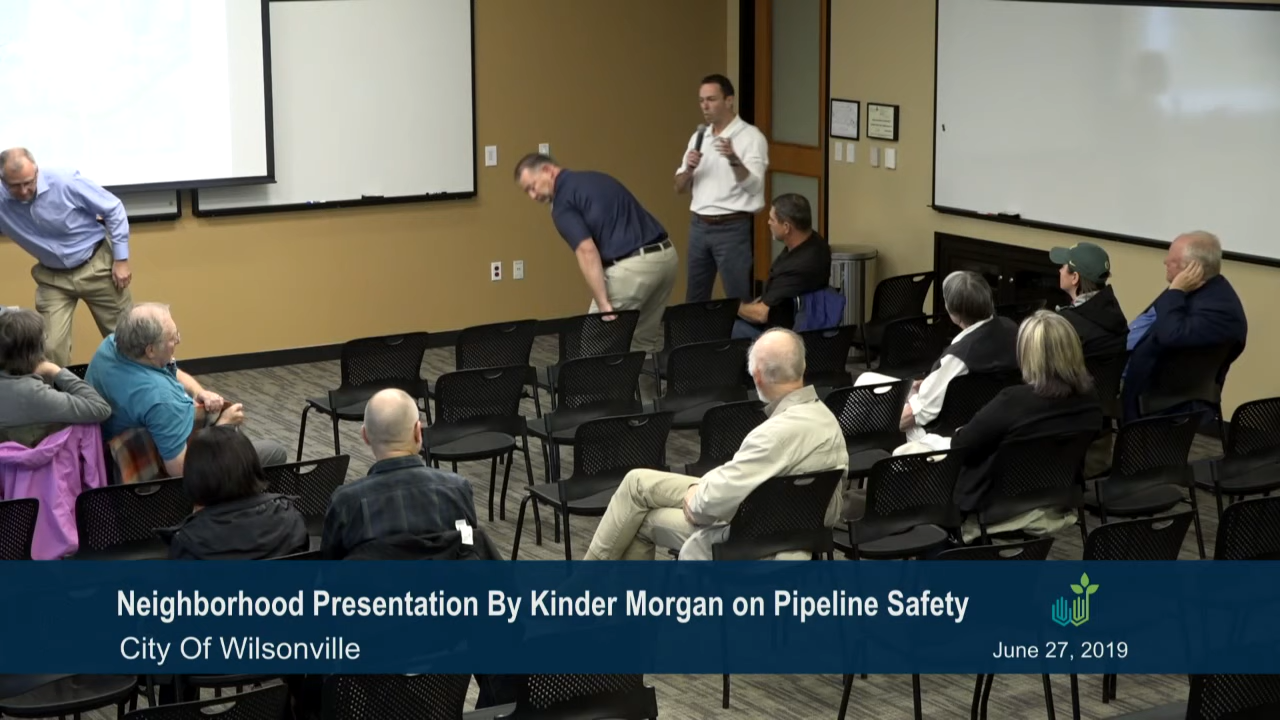 Neighborhood Presentation By Kinder Morgan on Pipeline Safety
City Of Wilsonville
June 27, 2019